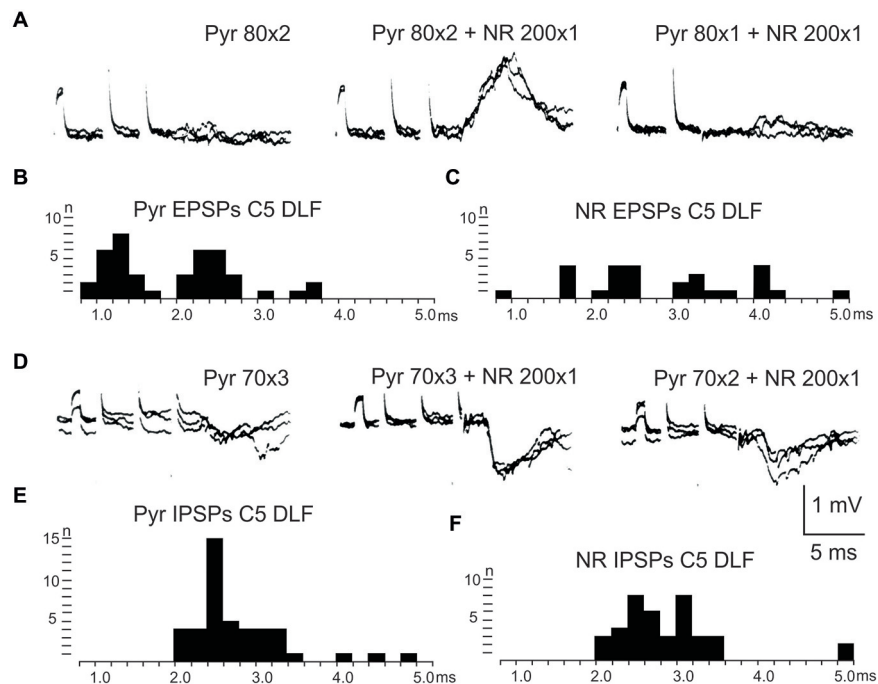 A
Pyr 80x2
Pyr 80x2 + NR 200x1
Pyr 80x1 + NR 200x1
B
Pyr EPSPs C5 DLF
n
10
5
1.0 2.0 3.0 4.0 5.0 ms
C
NR EPSPs C5 DLF
n
10
5
1.0 2.0 3.0 4.0 5.0 ms
D
Pyr 70x3
Pyr 70x3 + NR 200x1
Pyr 70x2 + NR 200x1
1 mV
5 ms
E
Pyr IPSPs C5 DLF
n
15
10
5
1.0 2.0 3.0 4.0 5.0 ms
F
NR IPSPs C5 DLF
n
10
5
1.0 2.0 3.0 4.0 5.0 ms